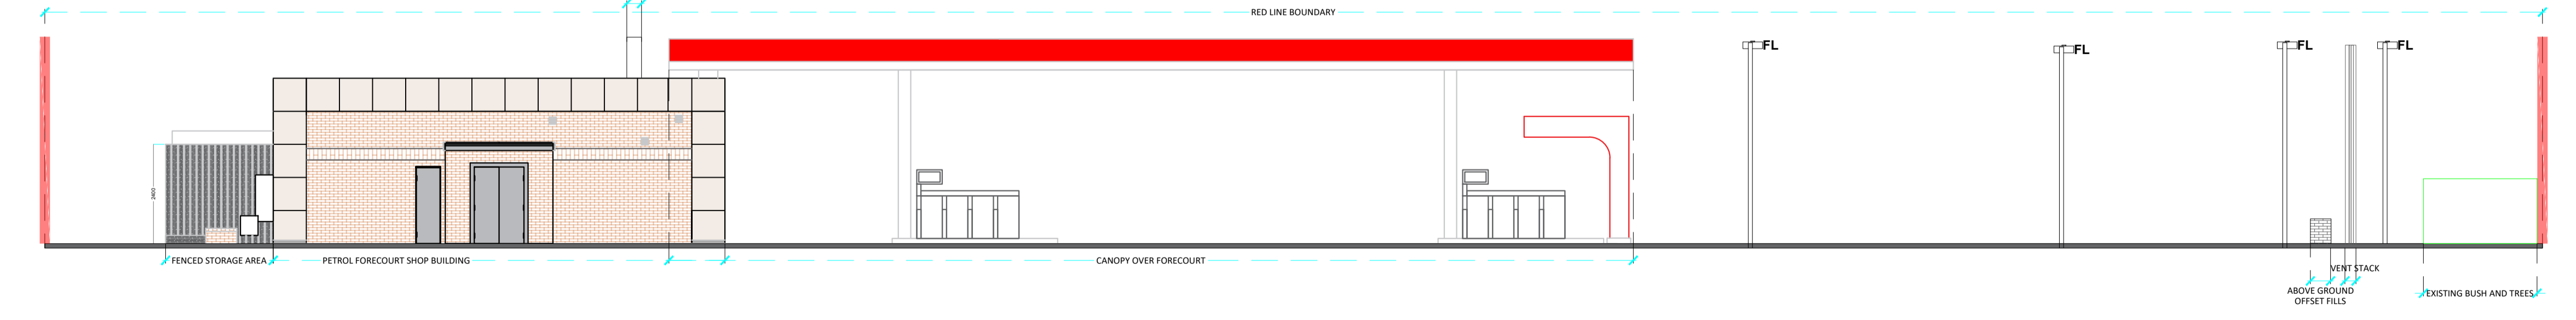 RED LINE BOUNDARY
FL
FL
FL
FL
2400
FENCED STORAGE AREA
PETROL FORECOURT SHOP BUILDING
CANOPY OVER FORECOURT
VENT STACK
ABOVE GROUND
OFFSET FILLS
EXISTING BUSH AND TREES